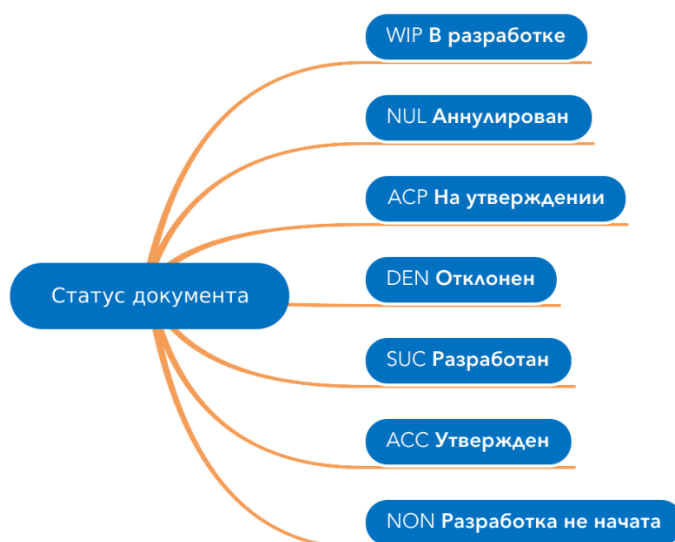 WIP В разработке
NUL Аннулирован
ACP На утверждении
DEN Отклонен
Статус документа
SUC Разработан
ACC Утвержден
NON Разработка не начата